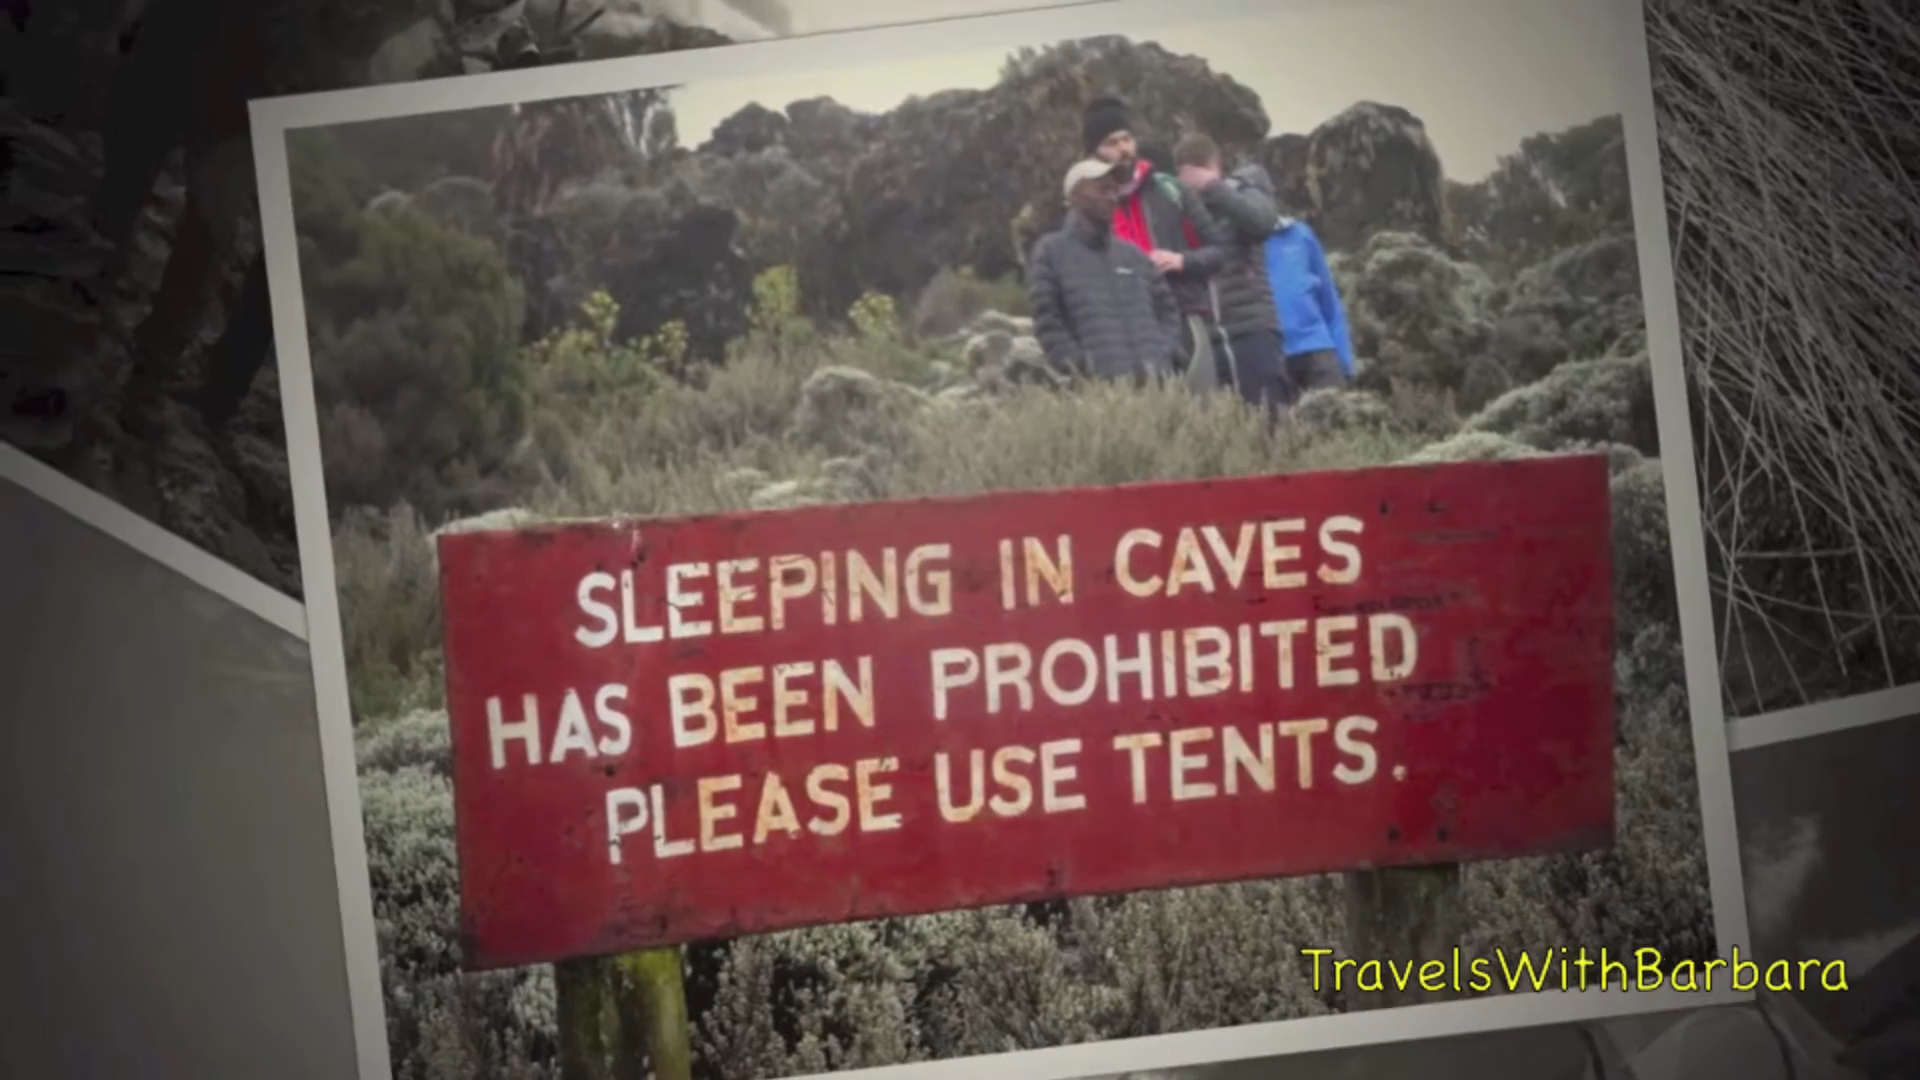 SLEEPING IN CAVES
HAS BEEN PROHIBITED
PLEASE USE TENTS.
TravelsWithBarbara